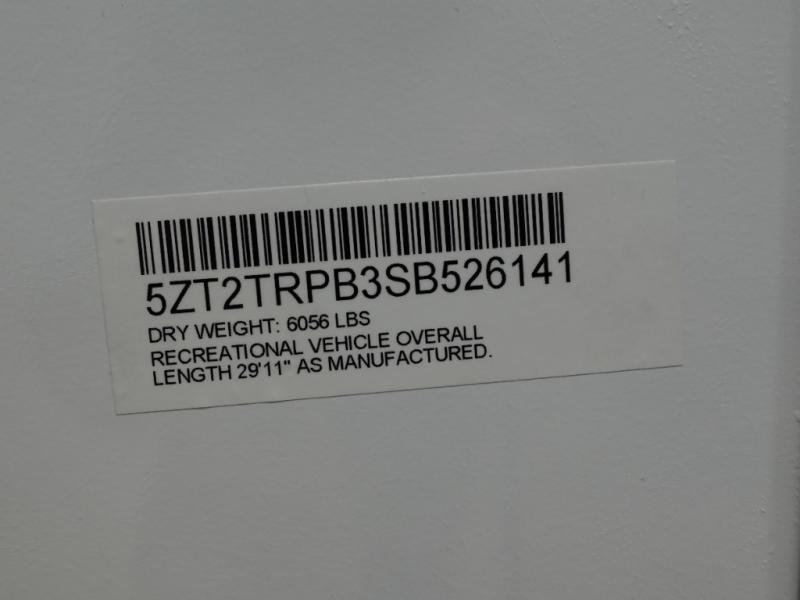 5ZT2TRPB3SB526141
DRY WEIGHT: 6056 LBS
RECREATIONAL VEHICLE OVERALL
LENGTH 29'11" AS MANUFACTURED.